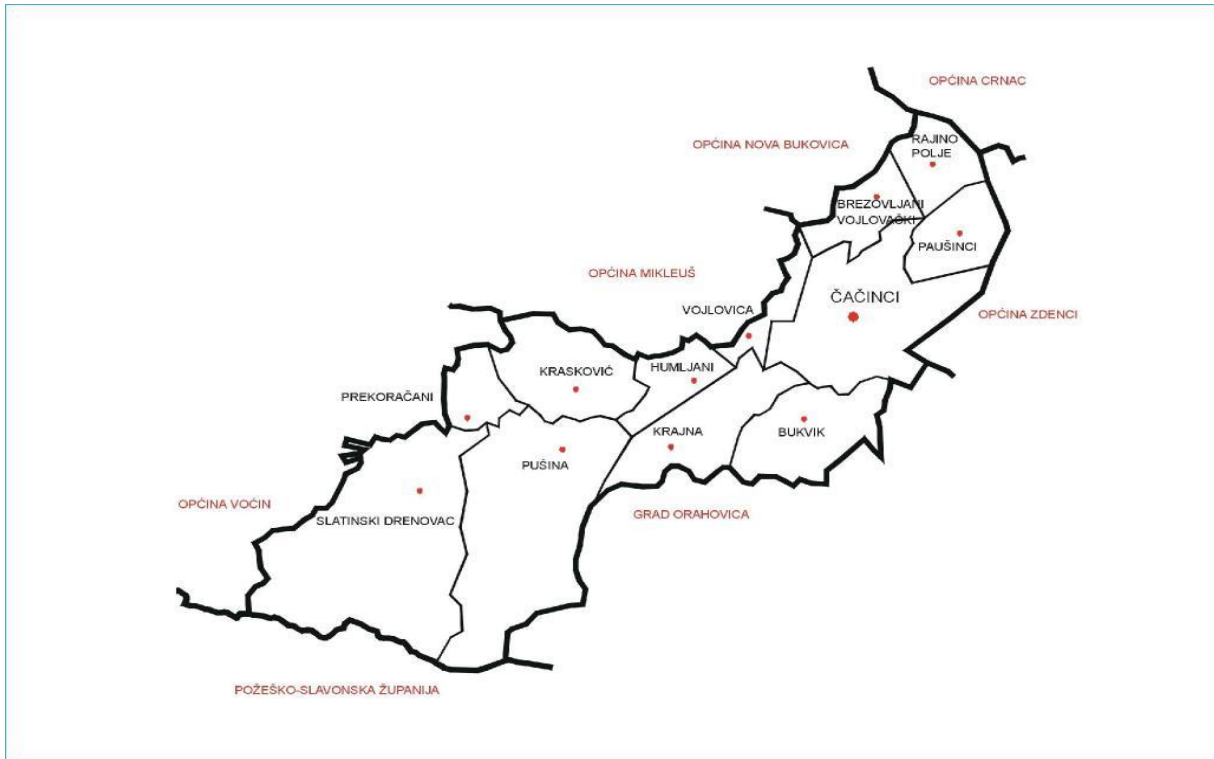 OPĆINA CRNAC
RAJINO
POLJE
OPĆINA NOVA BUKOVICA
BREZOVLJANI
VOJLOVAČKI
PAUŠINCI
OPĆINA MIKLEUŠ
ČAČINCI
VOJLOVICA
OPĆINA ZDENCI
HUMLJANI
KRASKOVIĆ
PREKORAČANI
KRAJNA
BUKVIK
PUŠINA
OPĆINA VOĆIN
GRAD ORAHOVICA
SLATINSKI DRENOVAC
POŽEŠKO-SLAVONSKA ŽUPANIJA